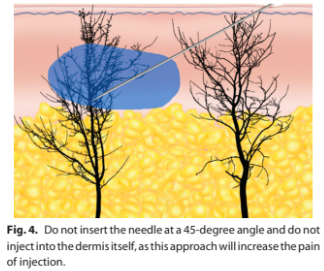 Fig. 4. Do not insert the needle at a 45-degree angle and do not
inject into the dermis itself, as this approach will increase the pain
of injection.